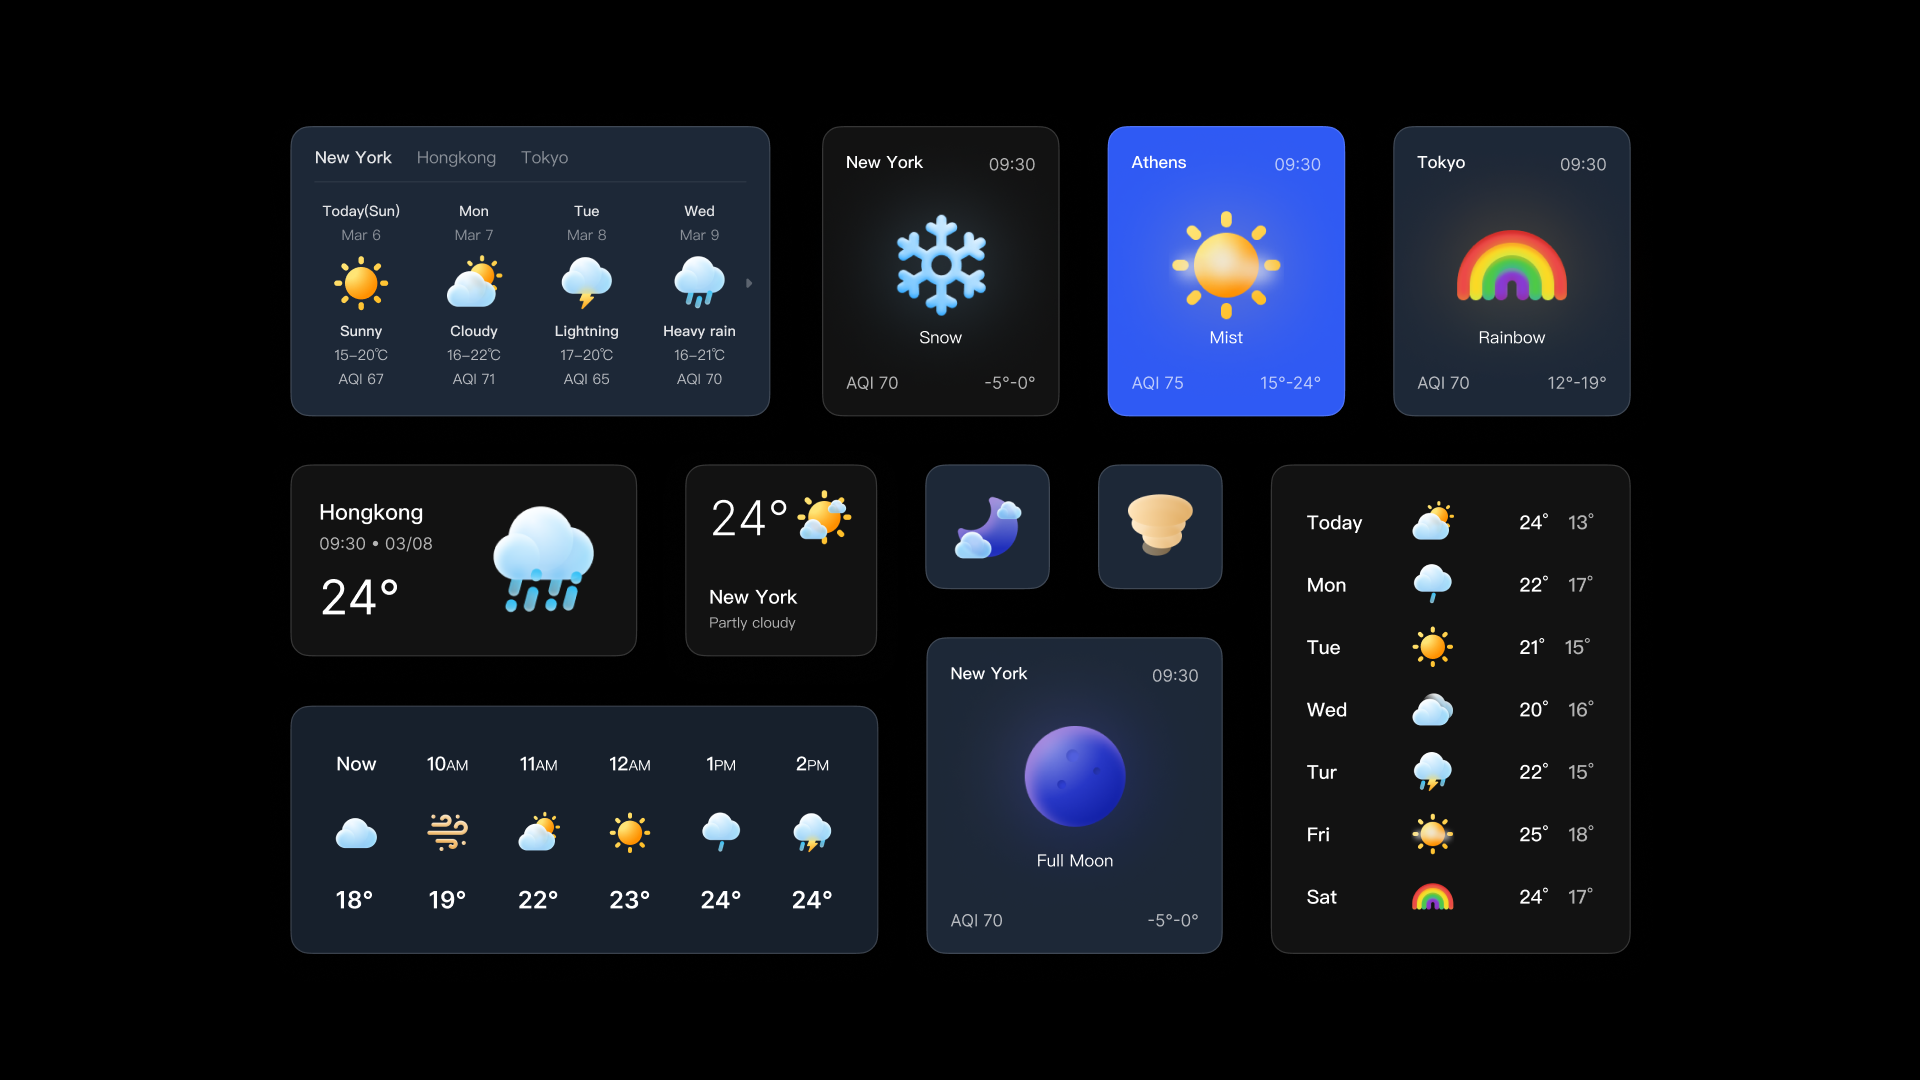 New York Hongkong Tokyo
Today(Sun) Mon Tue Wed
Mar 6 Mar 7 Mar 8 Mar 9
Sunny Cloudy Lightning Heavy rain
15–20℃ 16–22℃ 17–20℃ 16–21℃
AQI 67 AQI 71 AQI 65 AQI 70
New York 09:30
Snow
AQI 70 -5°-0°
Athens 09:30
Mist
AQI 75 15°-24°
Tokyo 09:30
Rainbow
AQI 70 12°-19°
Hongkong
09:30 • 03/08
24°
24°
New York
Partly cloudy
Now 10AM 11AM 12AM 1PM 2PM
18° 19° 22° 23° 24° 24°
New York 09:30
Full Moon
AQI 70 -5°-0°
Today 24° 13°
Mon 22° 17°
Tue 21° 15°
Wed 20° 16°
Tur 22° 15°
Fri 25° 18°
Sat 24° 17°